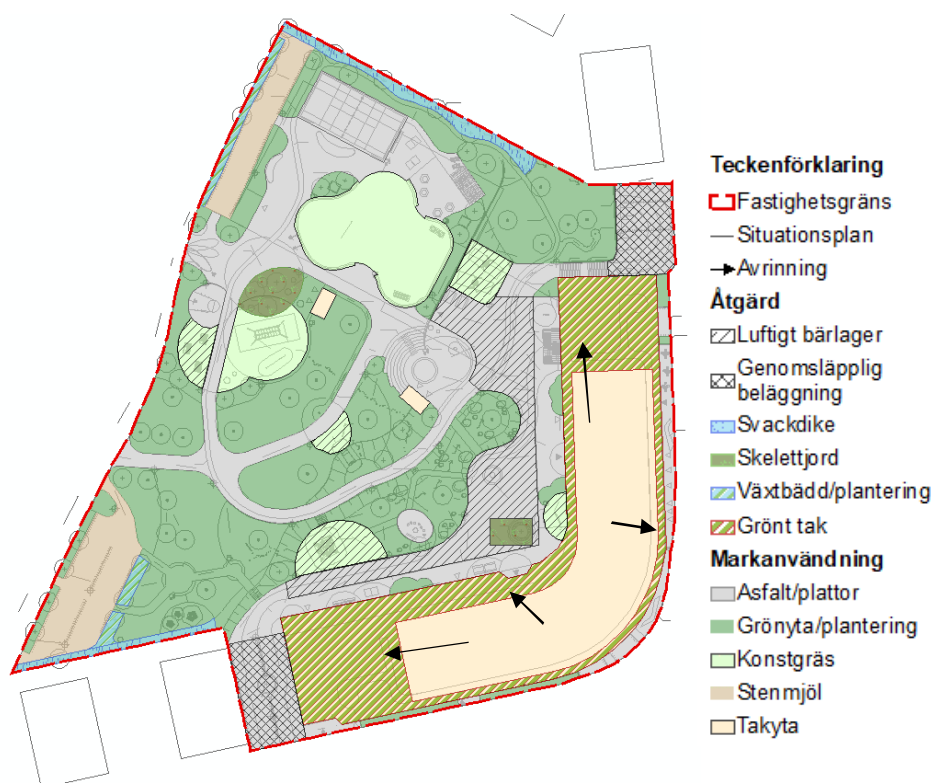 Teckenförklaring
Fastighetsgräns
Situationsplan
Avrinning
Åtgärd
Luftigt bärlager
Genomsläpplig
beläggning
Svackdike
Skelettjord
Växtbädd/plantering
Grönt tak
Markanvändning
Asfalt/plattor
Grönyta/plantering
Konstgräs
Stenmjöl
Takyta